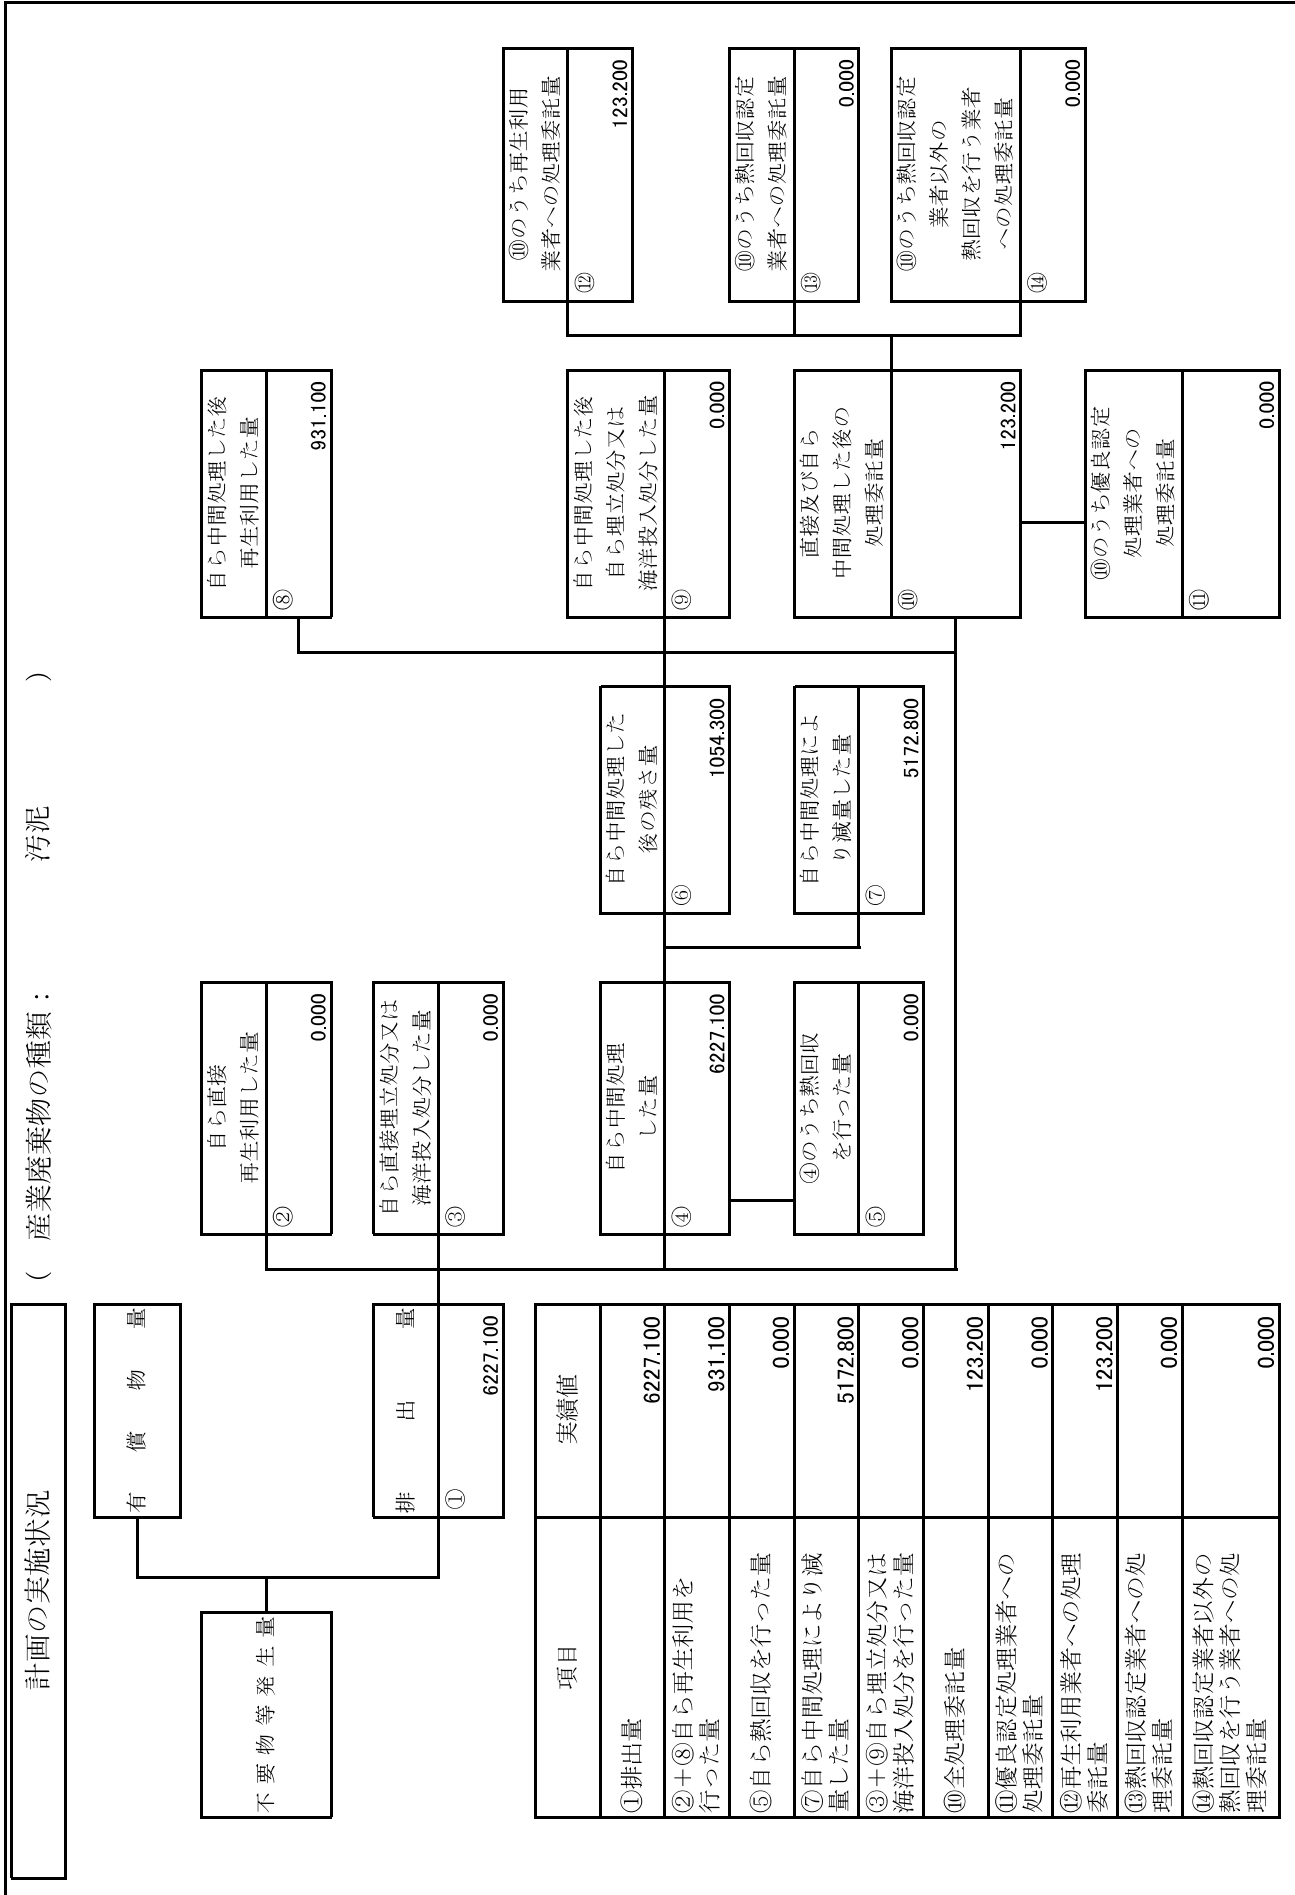 計画の実施状況
( 産業廃棄物の種類: 汚泥 )
不要物等発生量
有償物量
排出量
① 6227.100
自ら直接
再生利用した量
② 0.000
自ら直接埋立処分又は
海洋投入処分した量
③ 0.000
自ら中間処理
した量
④ 6227.100
④のうち熱回収
を行った量
⑤ 0.000
自ら中間処理した
後の残さ量
⑥ 1054.300
自ら中間処理によ
り減量した量
⑦ 5172.800
自ら中間処理した後
再生利用した量
⑧ 931.100
自ら中間処理した後
自ら埋立処分又は
海洋投入処分した量
⑨ 0.000
直接及び自ら
中間処理した後の
処理委託量
⑩ 123.200
⑩のうち優良認定
処理業者への
処理委託量
⑪ 0.000
⑩のうち再生利用
業者への処理委託量
⑫ 123.200
⑩のうち熱回収認定
業者への処理委託量
⑬ 0.000
⑩のうち熱回収認定
業者以外の
熱回収を行う業者
への処理委託量
⑭ 0.000
項目 実績値
①排出量 6227.100
②+⑧自ら再生利用を
行った量 931.100
⑤自ら熱回収を行った量 0.000
⑦自ら中間処理により減
量した量 5172.800
③+⑨自ら埋立処分又は
海洋投入処分を行った量 0.000
⑩全処理委託量 123.200
⑪優良認定処理業者への
処理委託量 0.000
⑫再生利用業者への処理
委託量 123.200
⑬熱回収認定業者への処
理委託量 0.000
⑭熱回収認定業者以外の
熱回収を行う業者への処
理委託量 0.000